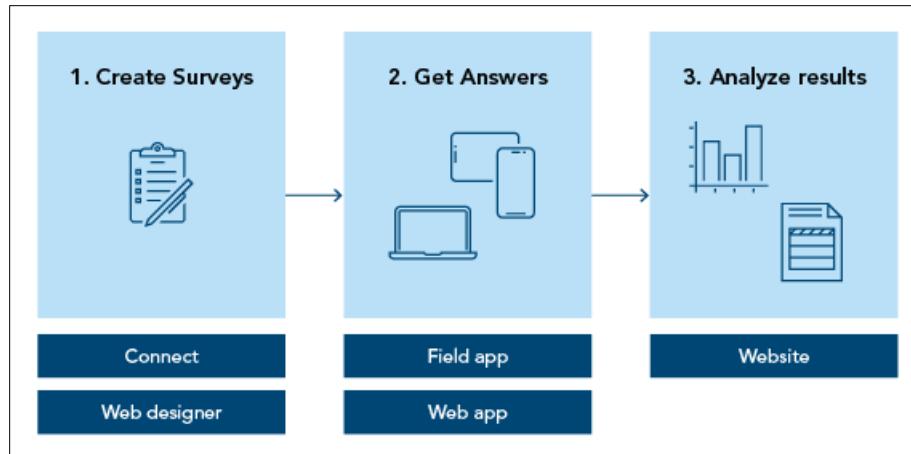 1. Create Surveys
2. Get Answers
3. Analyze results
Connect
Field app
Website
Web designer
Web app